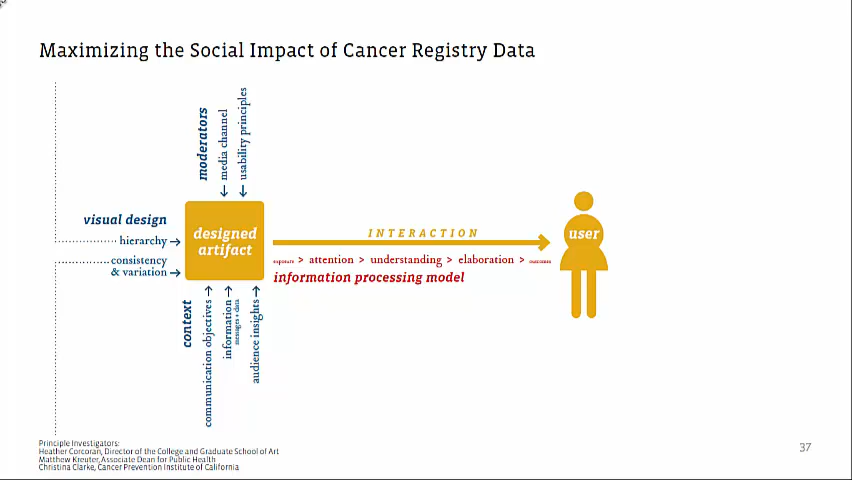 Maximizing the Social Impact of Cancer Registry Data
moderators
media channel
usability principles
visual design
hierarchy
consistency
& variation
designed
artifact
INTERACTION
user
exposure > attention > understanding > elaboration > outcomes
information processing model
context
communication objectives
information
messages + data
audience insights
Principle Investigators:
Heather Corcoran, Director of the College and Graduate School of Art
Matthew Kreuter, Associate Dean for Public Health
Christina Clarke, Cancer Prevention Institute of California
37